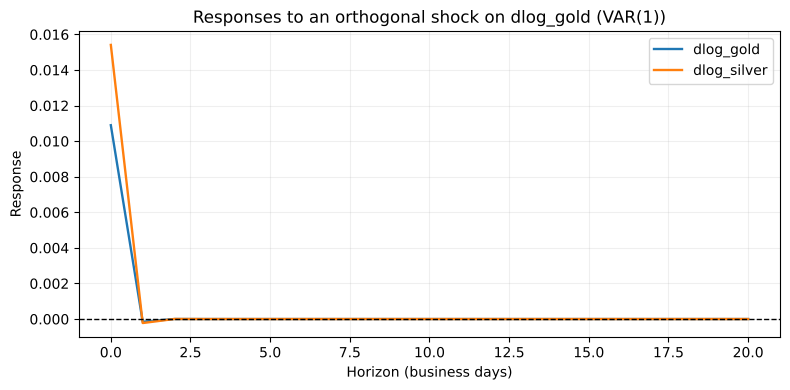 Responses to an orthogonal shock on dlog_gold (VAR(1))
dlog_gold
dlog_silver
Response
0.016
0.014
0.012
0.010
0.008
0.006
0.004
0.002
0.000
0.0 2.5 5.0 7.5 10.0 12.5 15.0 17.5 20.0
Horizon (business days)